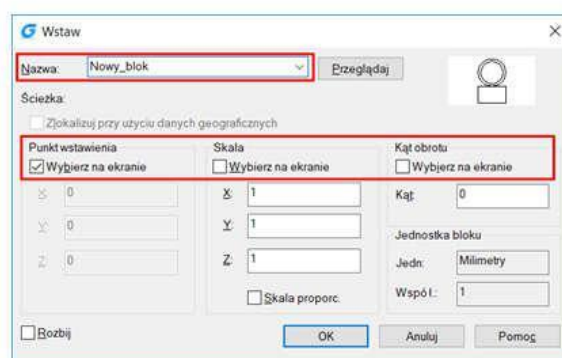 Wstaw
Nazwa: Nowy_blok Przeglądaj
Ścieżka:
Zlokalizuj przy użyciu danych geograficznych
Punkt wstawienia Skala Kąt obrotu
Wybierz na ekranie Wybierz na ekranie Wybierz na ekranie
X: 0 X: 1 Kąt: 0
Y: 0 Y: 1 Jednostka bloku
Z: 0 Z: 1 Jedn: Milimetry
Skala proporc. Współ.: 1
Rozbij OK Anuluj Pomoc